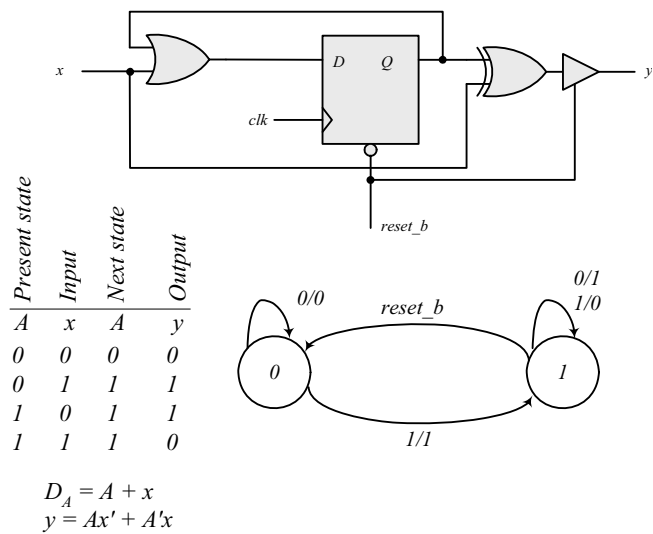 x
D Q
y
clk
reset_b
Present state
Input
Next state
Output
A x A y
0 0 0 0
0 1 1 1
1 0 1 1
1 1 1 0
0/0
reset_b
0/1
1/0
0
1
1/1
D_A = A + x
y = Ax' + A'x